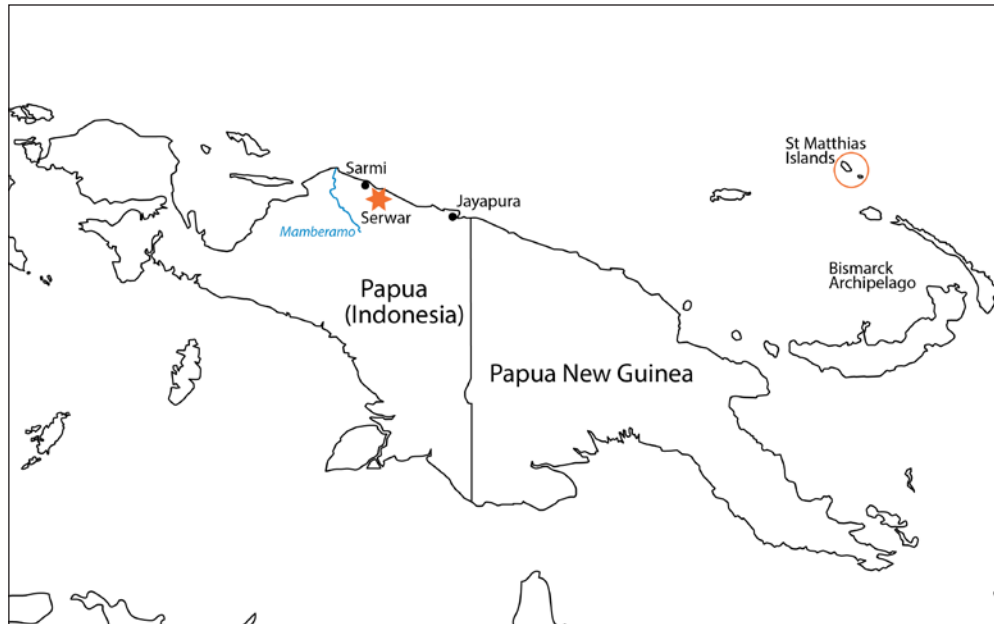 St Matthias
Islands
Sarmi
Jayapura
Serwar
Mamberamo
Bismarck
Archipelago
Papua
(Indonesia)
Papua New Guinea